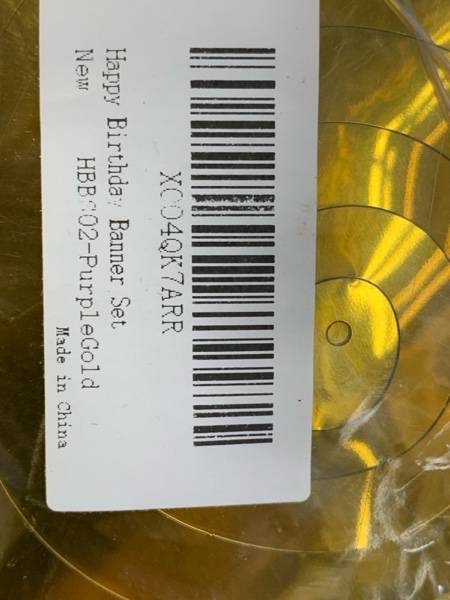 X004QK7ARR
Happy Birthday Banner Set
New
Made in China